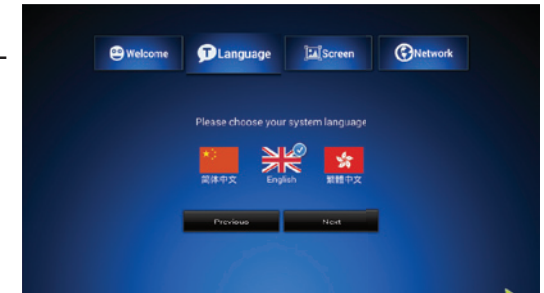 Welcome
Language
Screen
Network
Please choose your system language
简体中文
English
繁體中文
Previous
Next